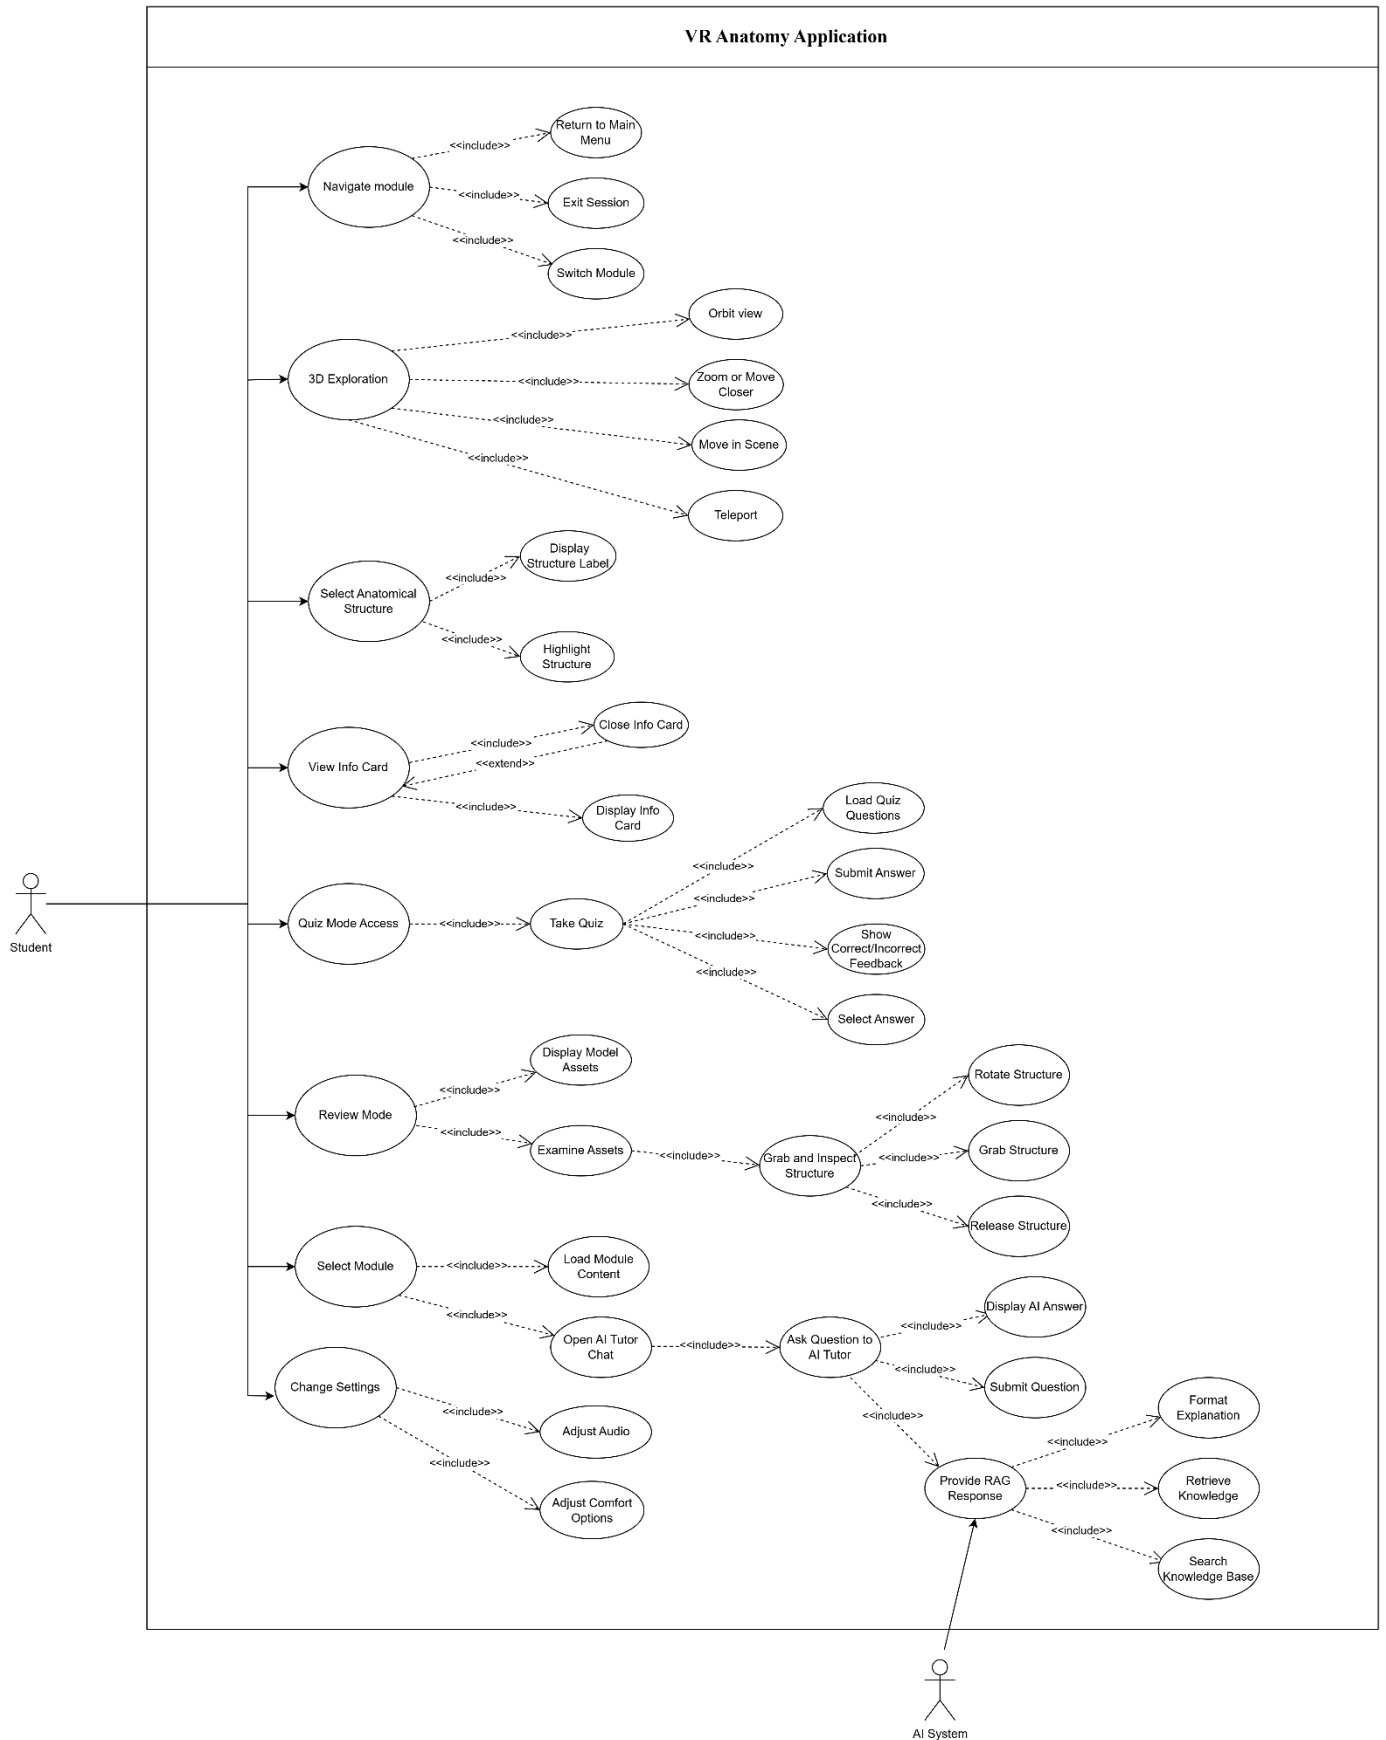 VR Anatomy Application
Return to Main
Menu
<<include>>
Navigate module
<<include>>
Exit Session
<<include>>
Switch Module
Orbit view
<<include>>
3D Exploration
<<include>>
Zoom or Move
Closer
<<include>>
Move in Scene
<<include>>
Teleport
Display
Structure Label
<<include>>
Select Anatomical
Structure
<<include>>
Highlight
Structure
Close Info Card
<<include>>
<<extend>>
View Info Card
<<include>>
Display Info
Card
Load Quiz
Questions
<<include>>
Submit Answer
<<include>>
Student
Quiz Mode Access
<<include>>
Take Quiz
<<include>>
Show
Correct/Incorrect
Feedback
<<include>>
Select Answer
Display Model
Assets
<<include>>
Review Mode
<<include>>
Examine Assets
<<include>>
Grab and Inspect
Structure
<<include>>
Rotate Structure
<<include>>
Grab Structure
<<include>>
Release Structure
Select Module
<<include>>
Load Module
Content
<<include>>
Open AI Tutor
Chat
<<include>>
Ask Question to
AI Tutor
<<include>>
Display AI Answer
<<include>>
Submit Question
<<include>>
Change Settings
<<include>>
Adjust Audio
<<include>>
Adjust Comfort
Options
Provide RAG
Response
<<include>>
Format
Explanation
<<include>>
Retrieve
Knowledge
<<include>>
Search
Knowledge Base
AI System